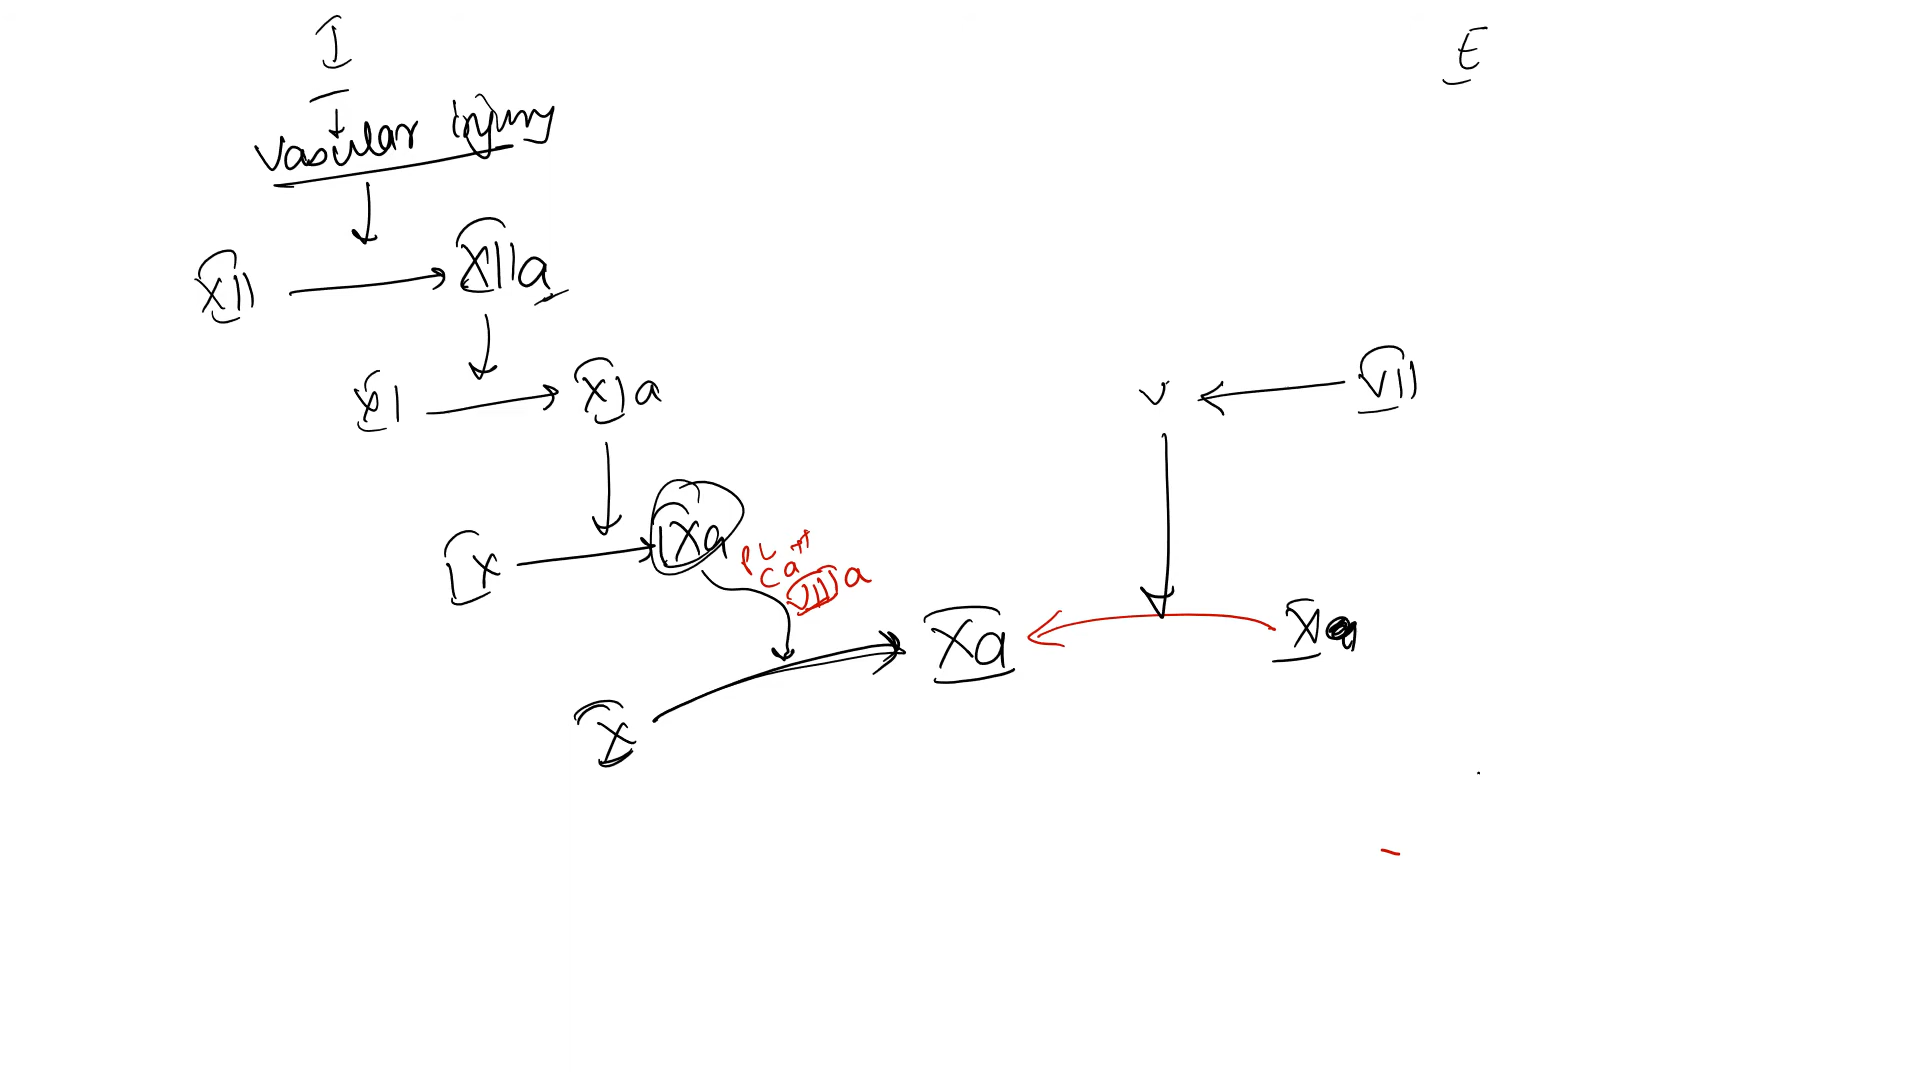 I
E
vascular injury
XII
XIIa
XI
XIa
V
VII
IX
IXa
PL
Ca++
VIIIa
Xa
X
X